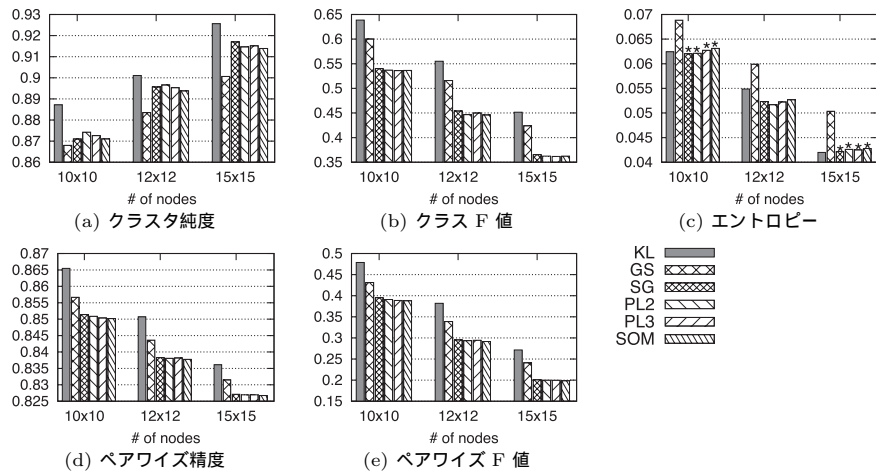 0.93
0.92
0.91
0.9
0.89
0.88
0.87
0.86
10x10 12x12 15x15
# of nodes
(a) クラスタ純度
0.65
0.6
0.55
0.5
0.45
0.4
0.35
10x10 12x12 15x15
# of nodes
(b) クラス F 値
0.07
0.065
0.06
0.055
0.05
0.045
0.04
* * * *
* * * *
10x10 12x12 15x15
# of nodes
(c) エントロピー
0.87
0.865
0.86
0.855
0.85
0.845
0.84
0.835
0.83
0.825
10x10 12x12 15x15
# of nodes
(d) ペアワイズ精度
0.5
0.45
0.4
0.35
0.3
0.25
0.2
0.15
10x10 12x12 15x15
# of nodes
(e) ペアワイズ F 値
KL
GS
SG
PL2
PL3
SOM